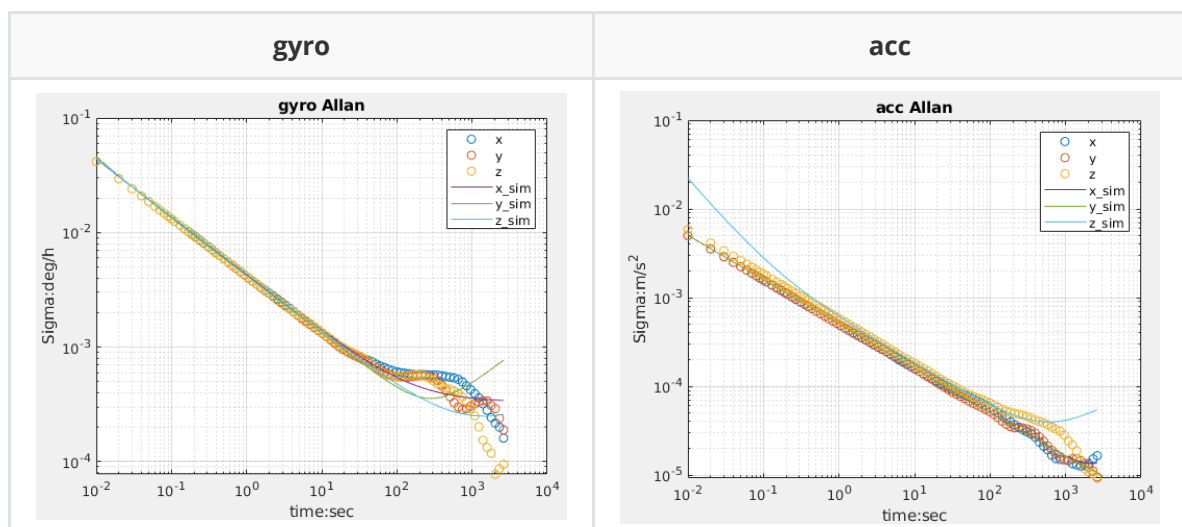 gyro
acc
gyro Allan
10^-1
10^-2
10^-3
10^-4
Sigma:deg/h
10^-2
10^-1
10^0
10^1
10^2
10^3
10^4
time:sec
x
y
z
x_sim
y_sim
z_sim
acc Allan
10^-1
10^-2
10^-3
10^-4
10^-5
Sigma:m/s^2
10^-2
10^-1
10^0
10^1
10^2
10^3
10^4
time:sec
x
y
z
x_sim
y_sim
z_sim